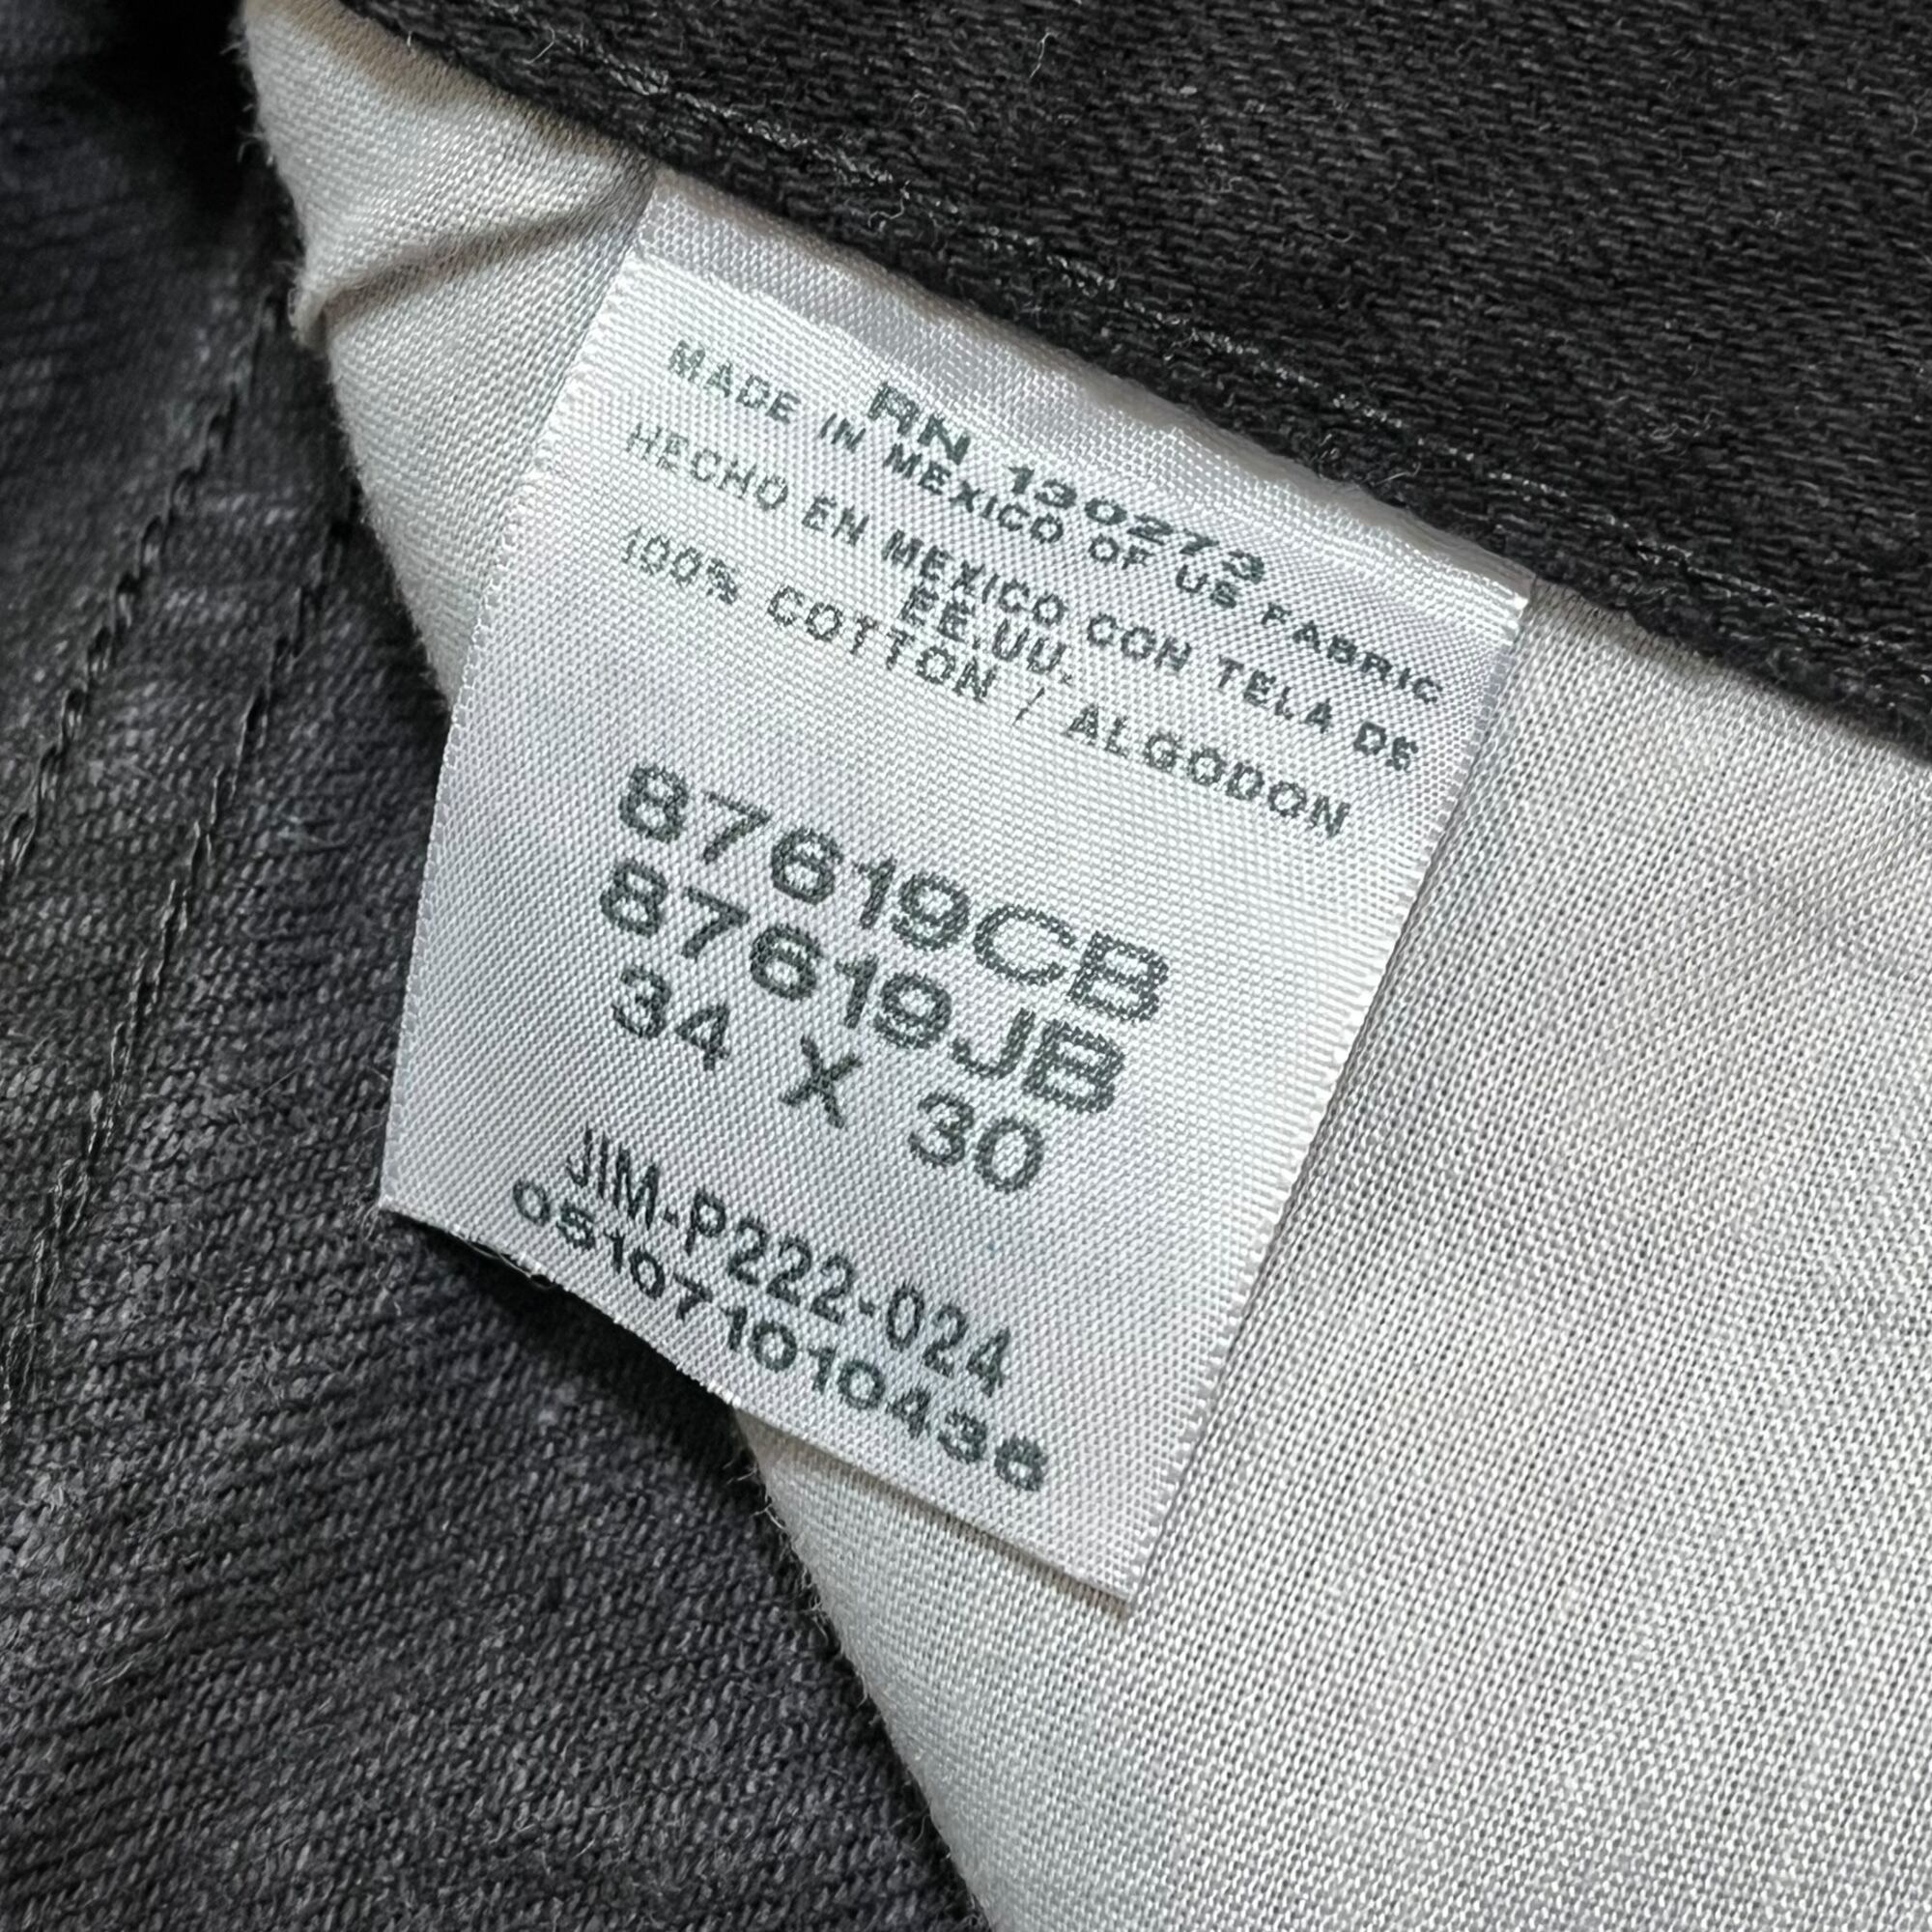 RN 130273
MADE IN MEXICO OF US FABRIC
HECHO EN MEXICO CON TELA DE
EE.UU.
100% COTTON / ALGODON
87619CB
87619JB
34 X 30
JIM-P222-024
051071010436